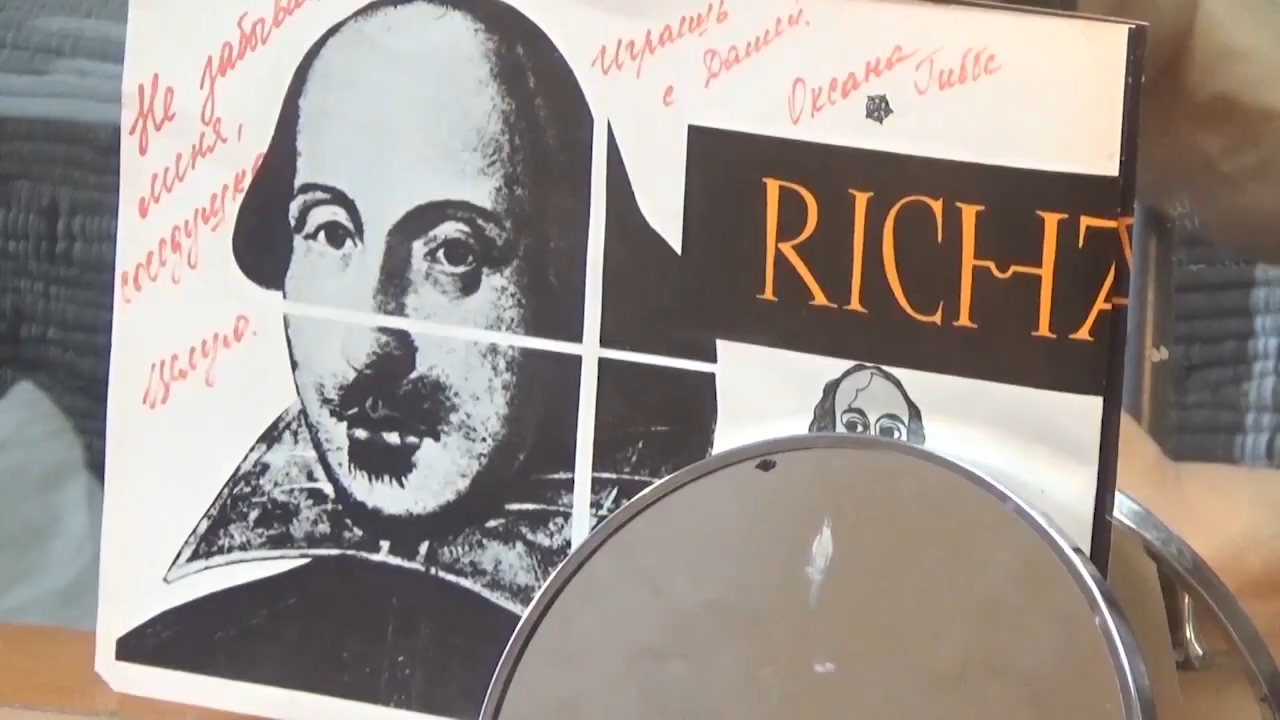 Не забыва
меня,
соседушка
Целую.
Играешь
с Дашей.
Оксана Гиббс
RICHA